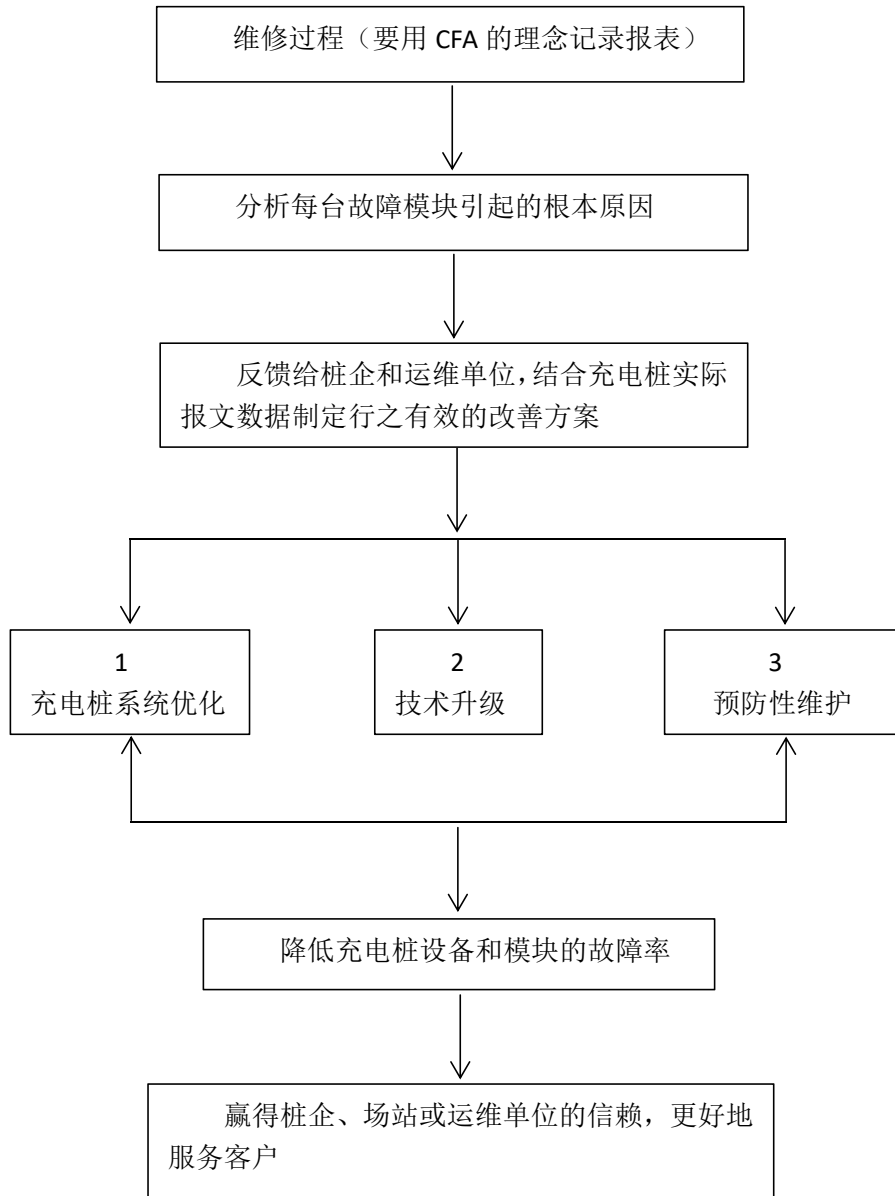 维修过程（要用 CFA 的理念记录报表）
分析每台故障模块引起的根本原因
反馈给桩企和运维单位，结合充电桩实际
报文数据制定行之有效的改善方案
1
充电桩系统优化
2
技术升级
3
预防性维护
降低充电桩设备和模块的故障率
赢得桩企、场站或运维单位的信赖，更好地
服务客户